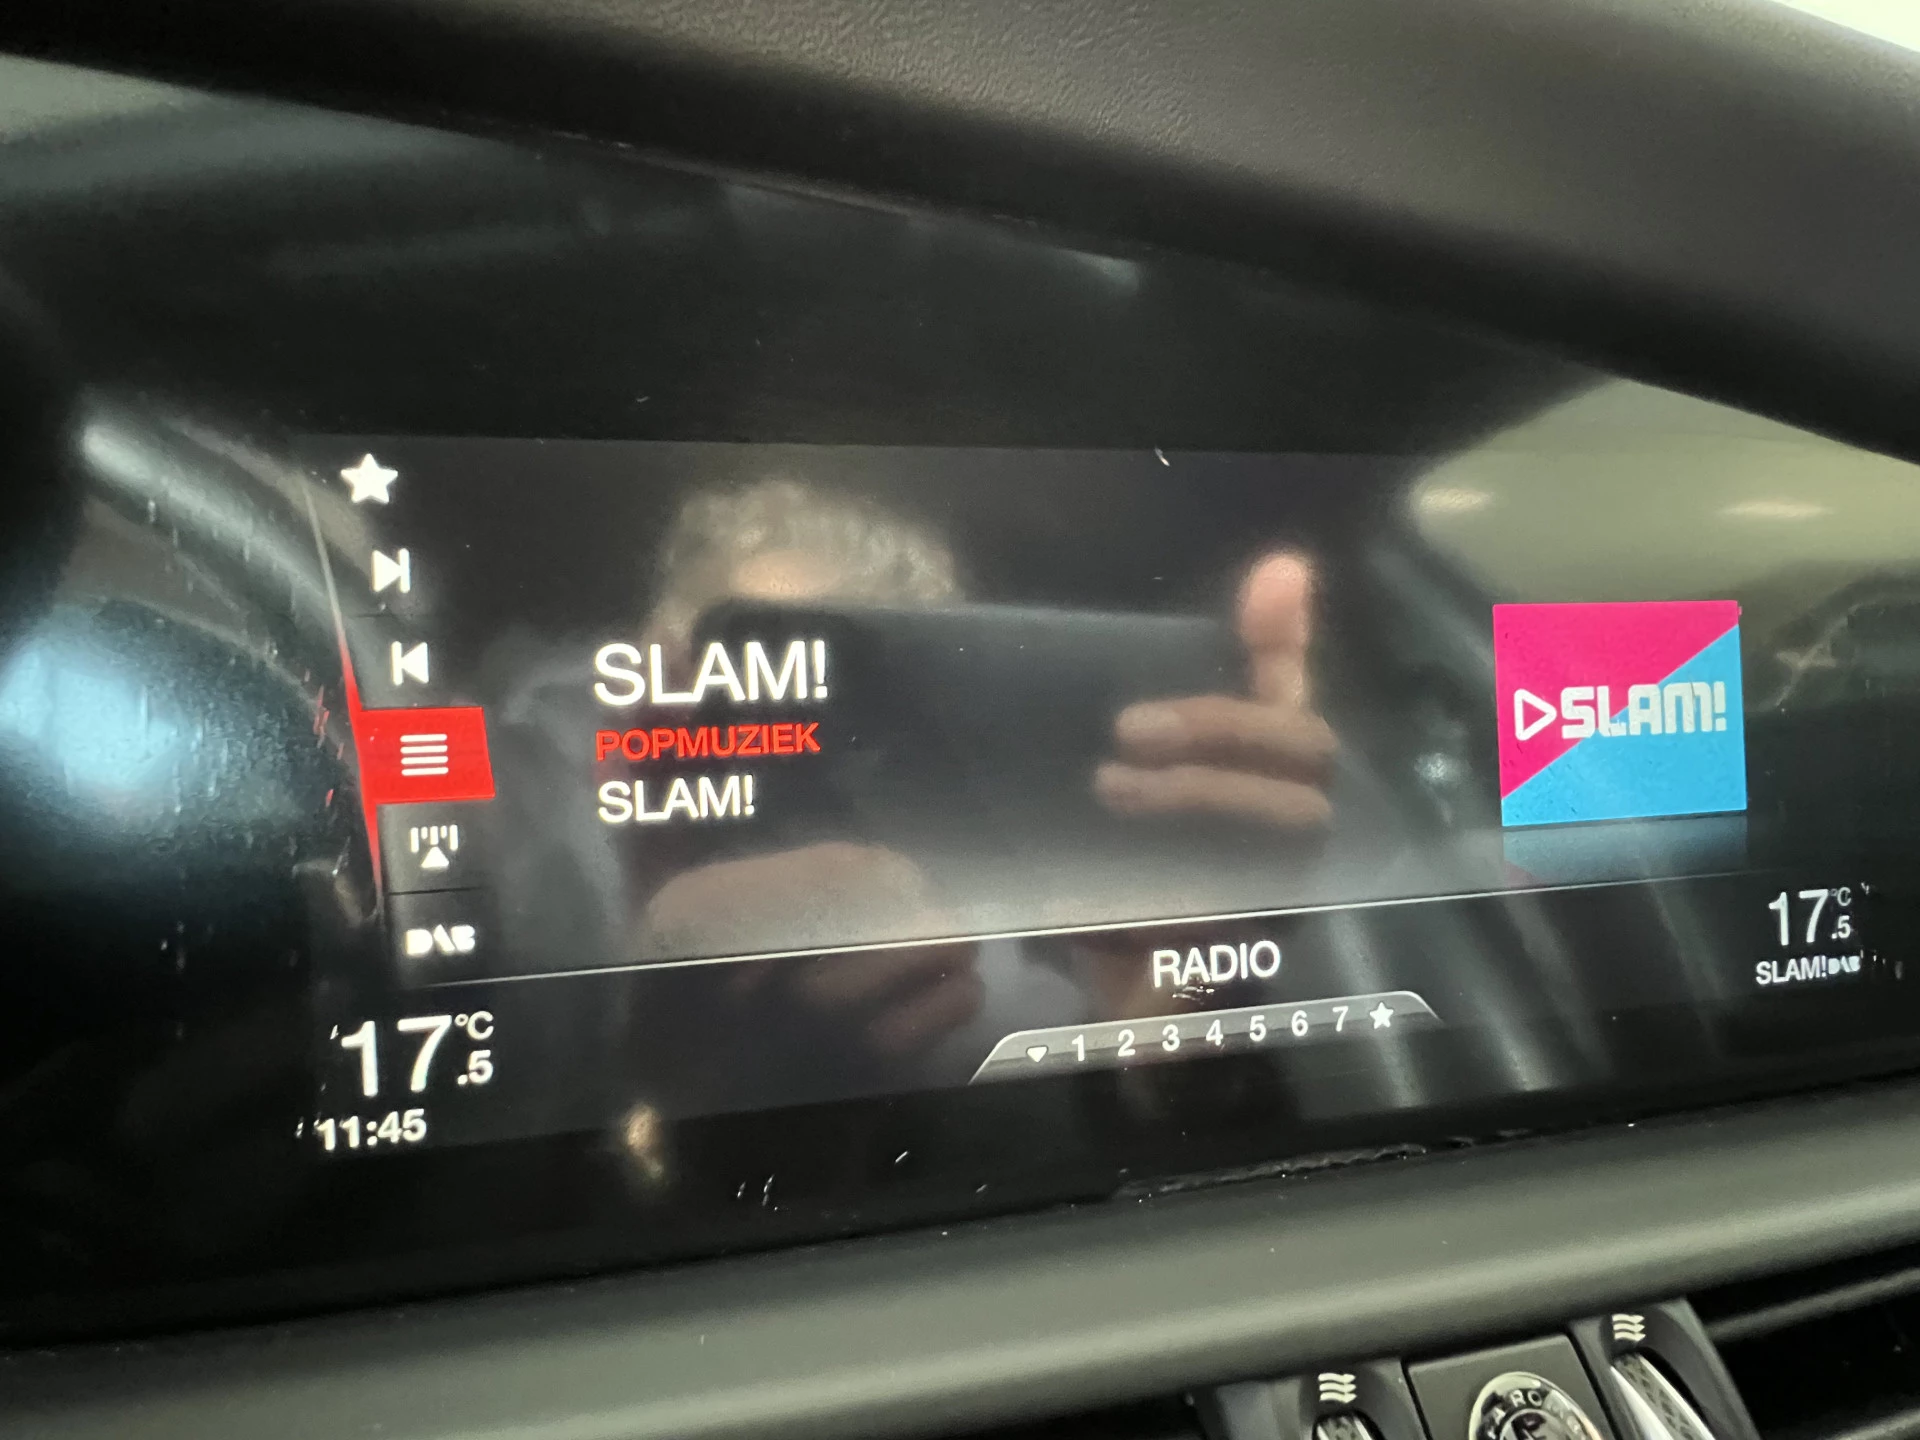 SLAM!
POPMUZIEK
SLAM!
SLAM!
DAB
RADIO
17.5 °C
SLAM! DAB
17.5 °C
11:45
1 2 3 4 5 6 7